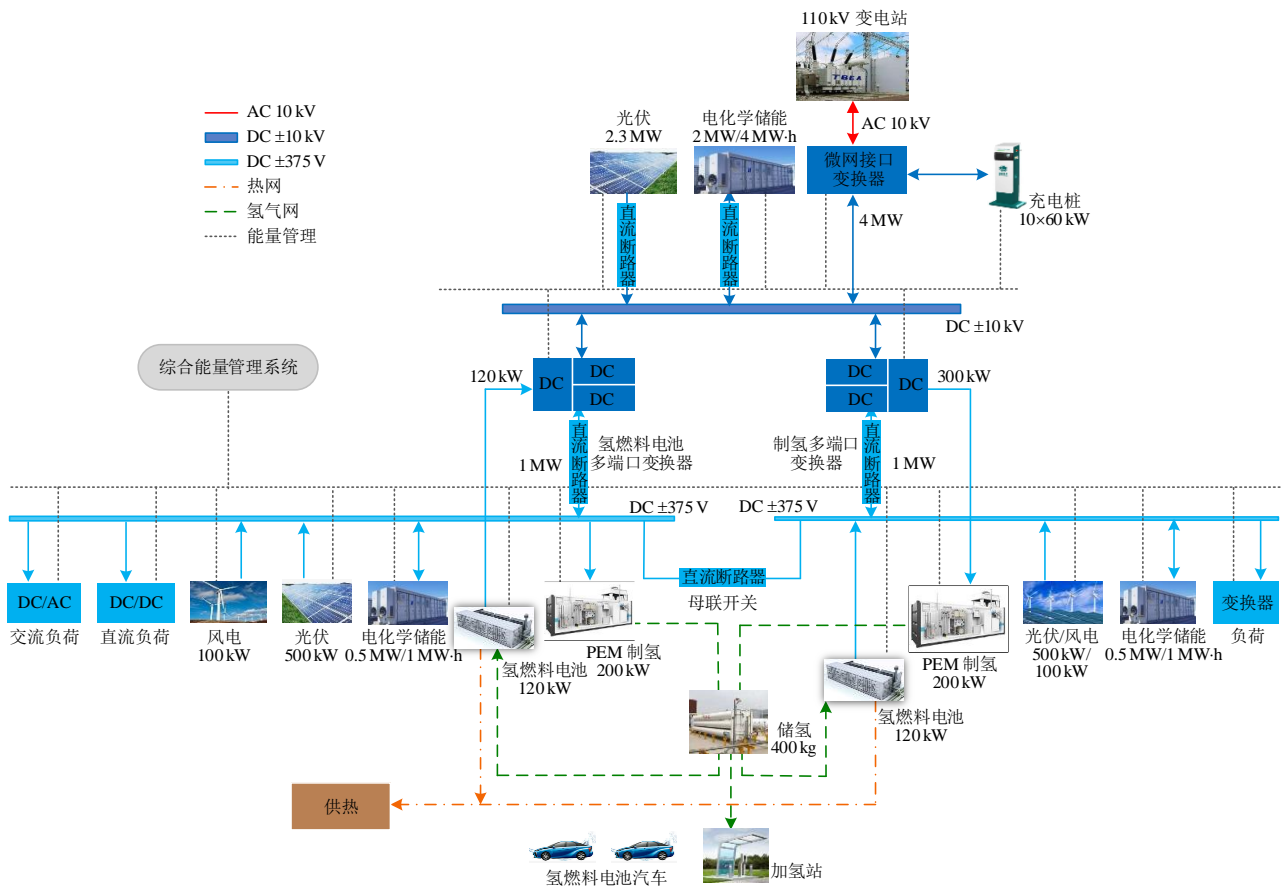 110 kV 变电站
TBEA
AC 10 kV
DC ±10 kV
DC ±375 V
热网
氢气网
能量管理
光伏
2.3 MW
电化学储能
2 MW/4 MW·h
AC 10 kV
微网接口
变换器
充电桩
10×60 kW
直流断路器
直流断路器
4 MW
DC ±10 kV
综合能量管理系统
120 kW
DC
DC
DC
DC
DC
DC
300 kW
直流断路器
氢燃料电池
多端口变换器
1 MW
制氢多端口
变换器
直流断路器
1 MW
DC ±375 V
DC ±375 V
直流断路器
母联开关
DC/AC
交流负荷
DC/DC
直流负荷
风电
100 kW
光伏
500 kW
电化学储能
0.5 MW/1 MW·h
氢燃料电池
120 kW
PEM 制氢
200 kW
储氢
400 kg
氢燃料电池
120 kW
PEM 制氢
200 kW
光伏/风电
500 kW/
100 kW
电化学储能
0.5 MW/1 MW·h
变换器
负荷
供热
氢燃料电池汽车
加氢站